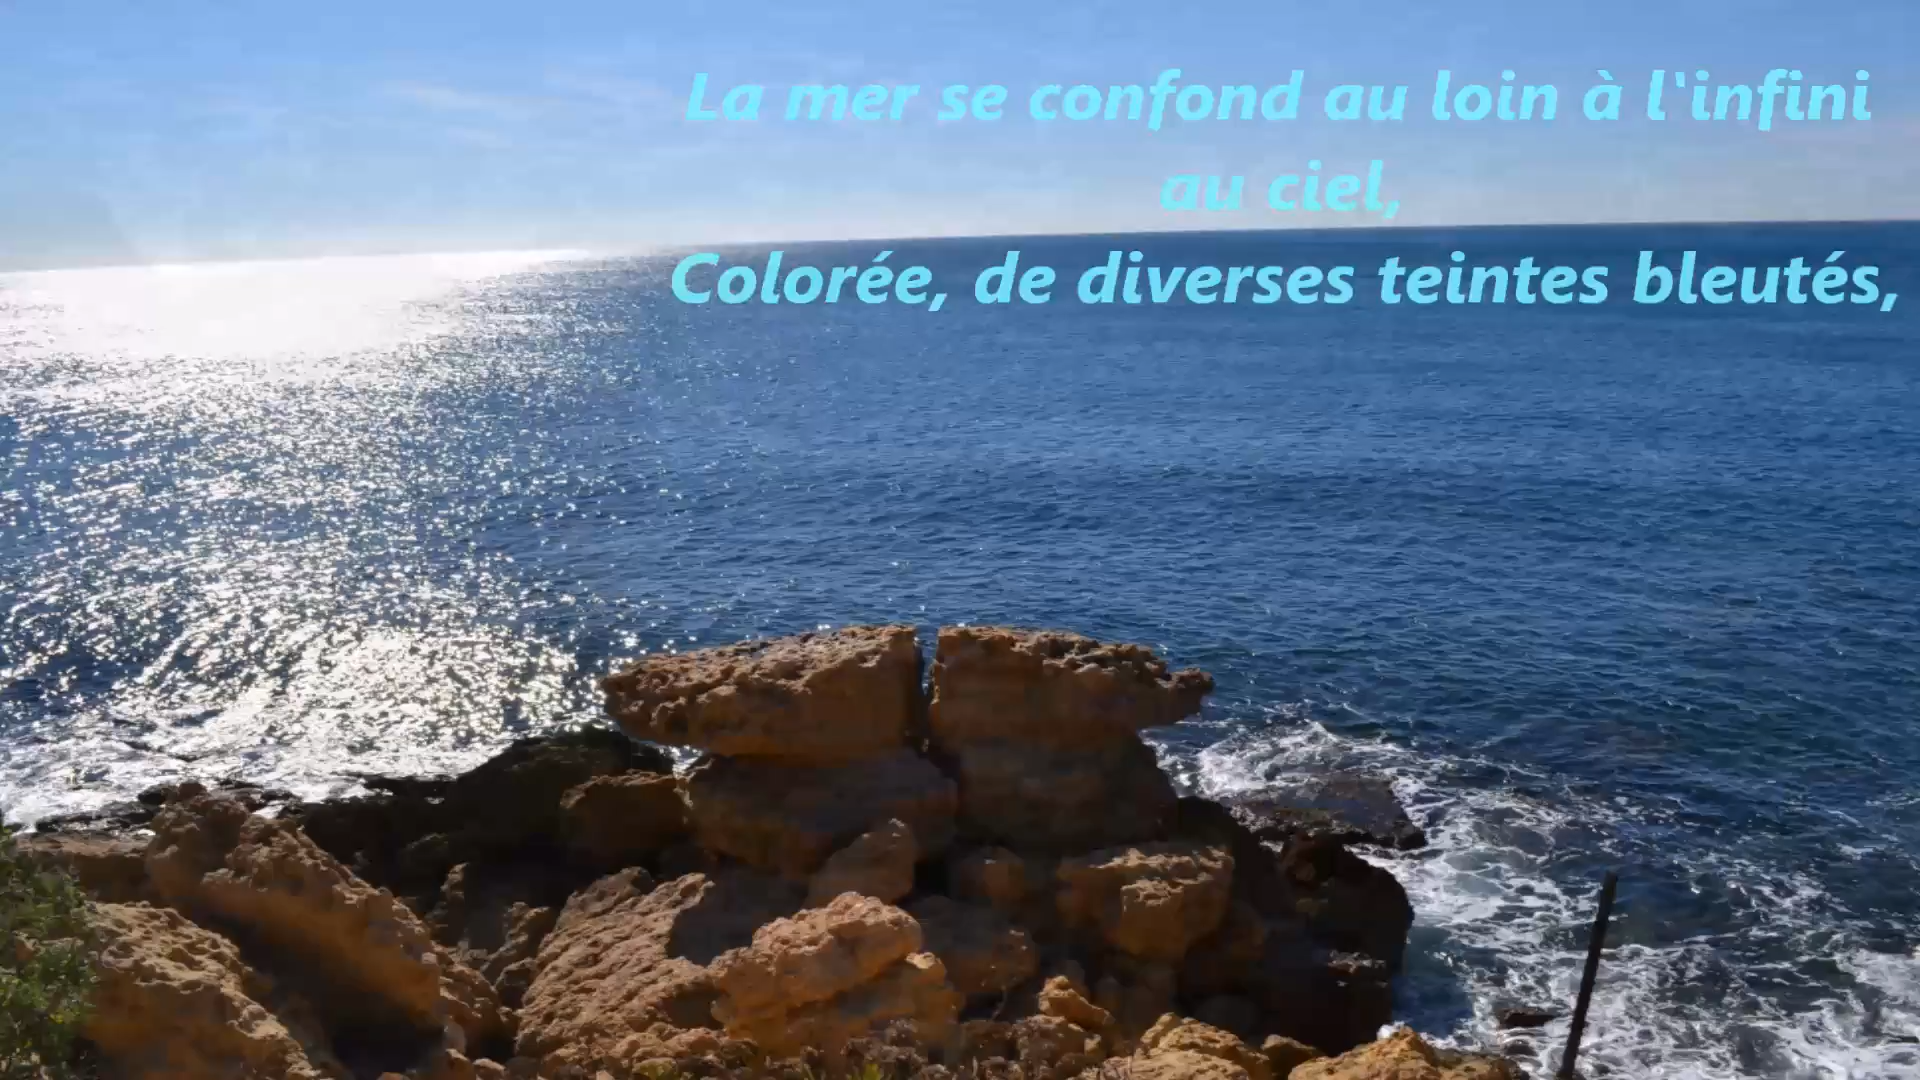 La mer se confond au loin à l'infini
au ciel,
Colorée, de diverses teintes bleutés,